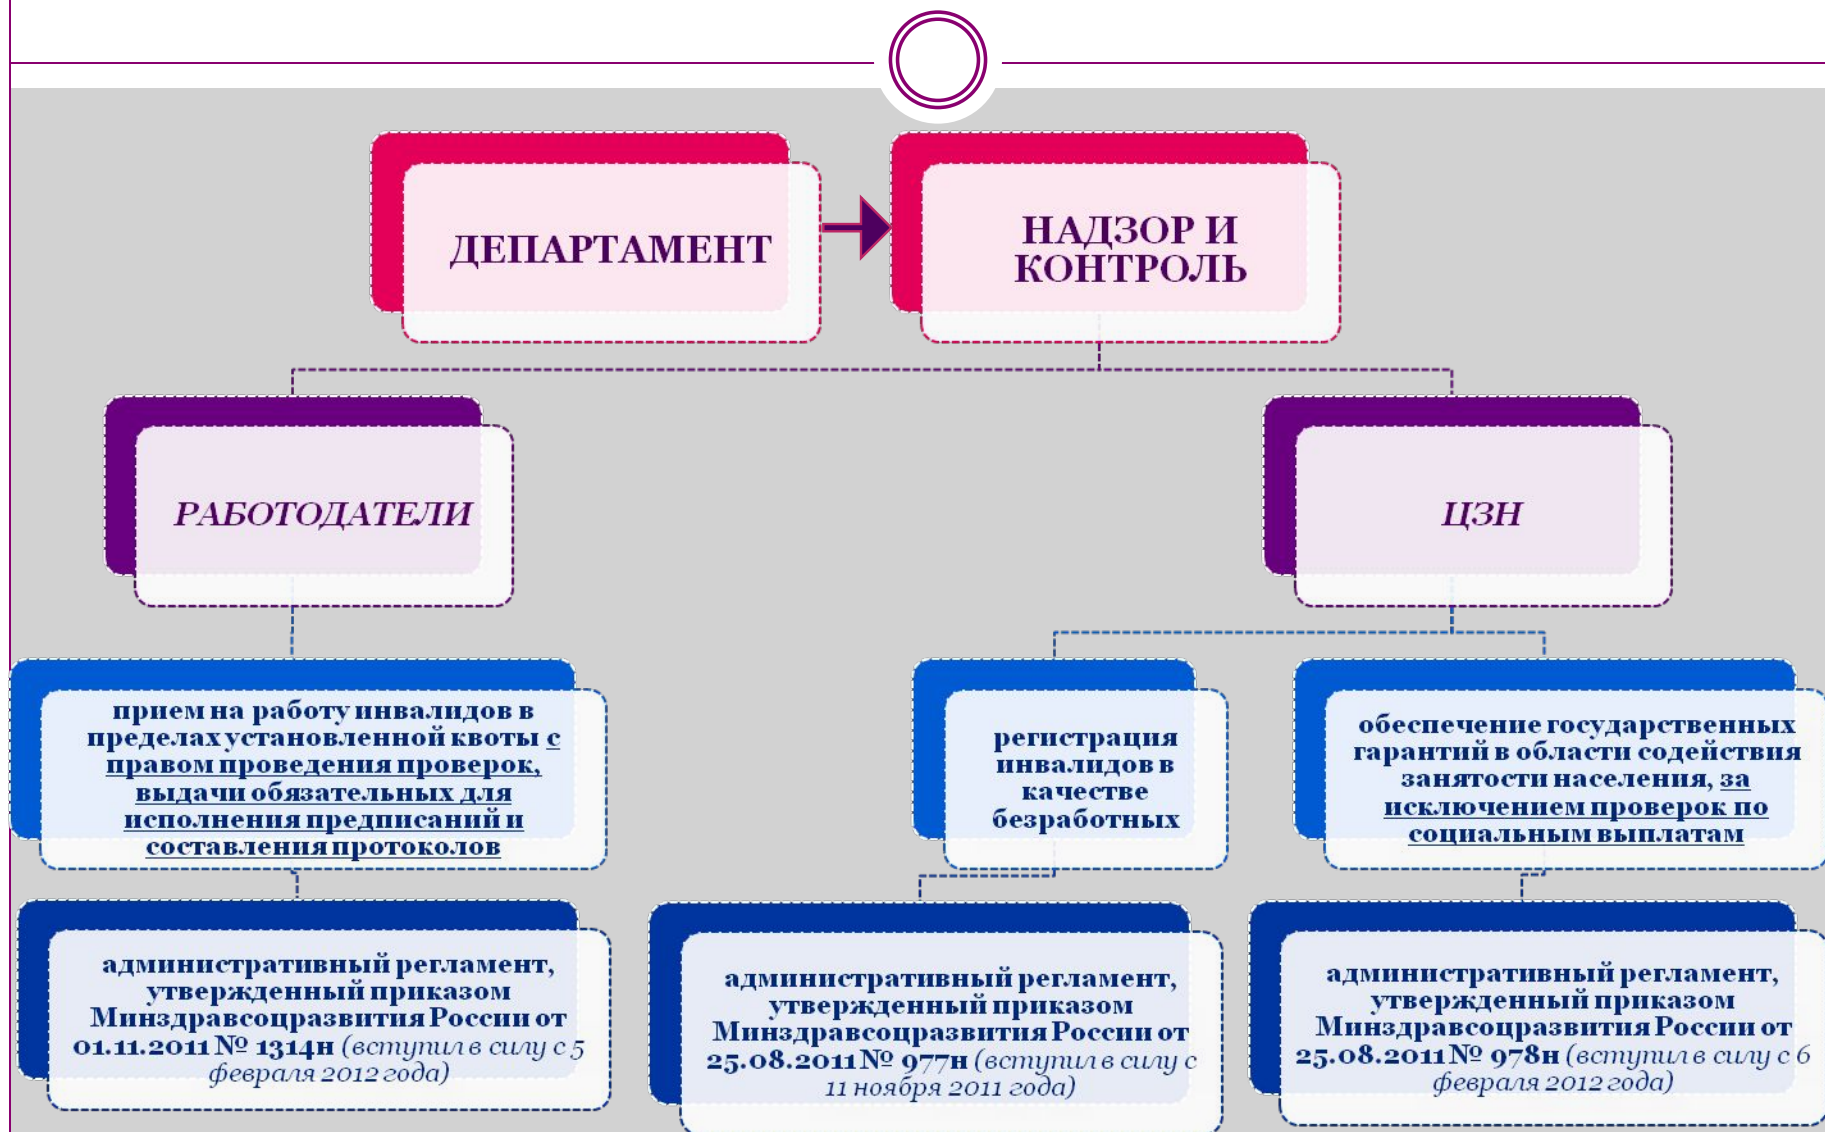 ДЕПАРТАМЕНТ
НАДЗОР И
КОНТРОЛЬ
РАБОТОДАТЕЛИ
ЦЗН
прием на работу инвалидов в
пределах установленной квоты с
правом проведения проверок,
выдачи обязательных для
исполнения предписаний и
составления протоколов
регистрация
инвалидов в
качестве
безработных
обеспечение государственных
гарантий в области содействия
занятости населения, за
исключением проверок по
социальным выплатам
административный регламент,
утвержденный приказом
Минздравсоцразвития России от
01.11.2011 № 1314н (вступил в силу с 5
февраля 2012 года)
административный регламент,
утвержденный приказом
Минздравсоцразвития России от
25.08.2011 № 977н (вступил в силу с
11 ноября 2011 года)
административный регламент,
утвержденный приказом
Минздравсоцразвития России от
25.08.2011 № 978н (вступил в силу с 6
февраля 2012 года)